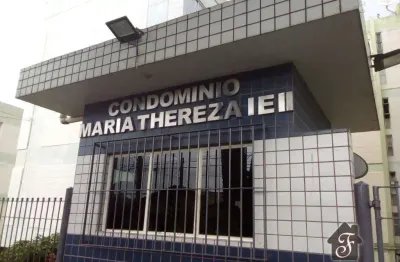 CONDOMINIO
MARIA THEREZA I E II
F